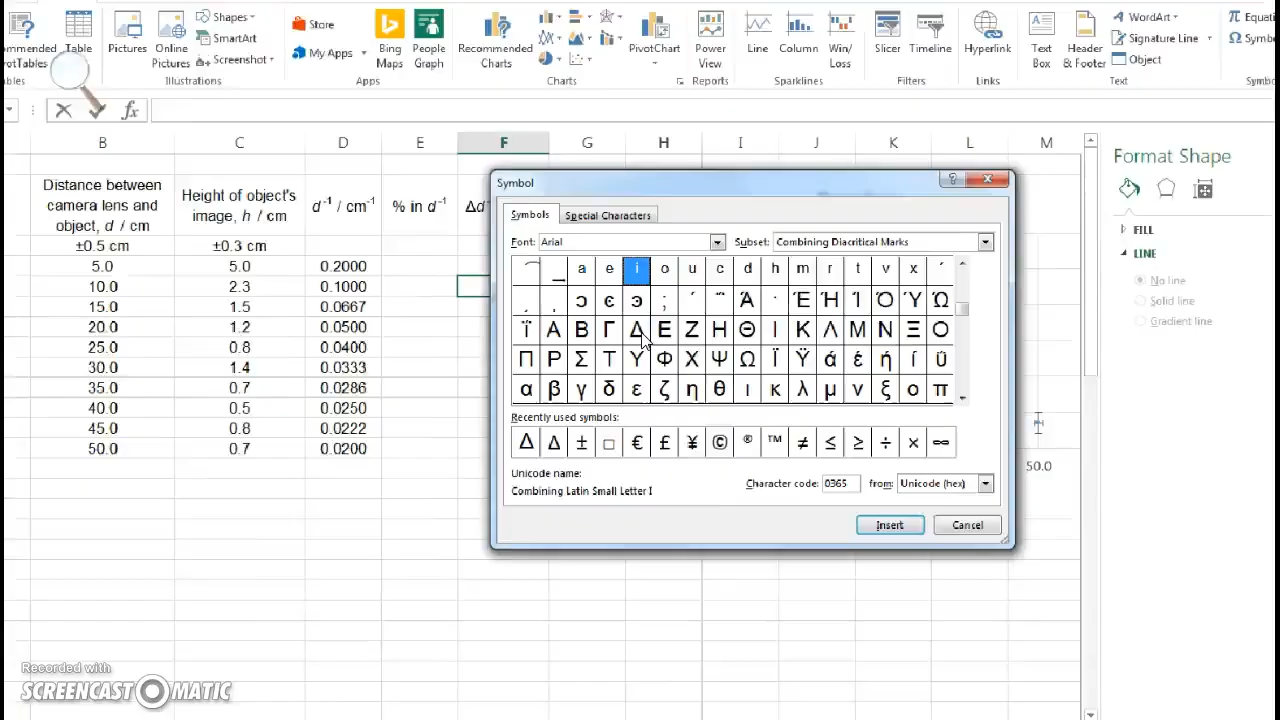 ommended
votTables
Table
Pictures
Online
Pictures
Shapes
SmartArt
Screenshot
Store
My Apps
Bing
Maps
People
Graph
Recommended
Charts
PivotChart
Power
View
Line
Column
Win/
Loss
Slicer
Timeline
Hyperlink
Text
Box
Header
& Footer
WordArt
Signature Line
Object
Equati
Symbo
bles
Illustrations
Apps
Charts
Reports
Sparklines
Filters
Links
Text
Symbo
fx
B C D E F G H I J K L M
Distance between
camera lens and
object, d / cm
Height of object's
image, h / cm
d⁻¹ / cm⁻¹
% in d⁻¹
Δd⁻
±0.5 cm ±0.3 cm
5.0 5.0 0.2000
10.0 2.3 0.1000
15.0 1.5 0.0667
20.0 1.2 0.0500
25.0 0.8 0.0400
30.0 1.4 0.0333
35.0 0.7 0.0286
40.0 0.5 0.0250
45.0 0.8 0.0222
50.0 0.7 0.0200
50.0
Symbol
?
Symbols Special Characters
Font: Arial Subset: Combining Diacritical Marks
a e i o u c d h m r t v x ʹ
ͻ ͼ ͽ ; ΄ ΅ Ά · Έ Ή Ί Ό Ύ Ώ
Ϊ Α Β Γ Δ Ε Ζ Η Θ Ι Κ Λ Μ Ν Ξ Ο
Π Ρ Σ Τ Υ Φ Χ Ψ Ω Ϊ Ϋ ά έ ή ί ΰ
α β γ δ ε ζ η θ ι κ λ μ ν ξ ο π
Recently used symbols:
Δ ∆ ± □ € £ ¥ © ® ™ ≠ ≤ ≥ ÷ × ∞
Unicode name:
Combining Latin Small Letter I
Character code: 0365 from: Unicode (hex)
Insert Cancel
Format Shape
FILL
LINE
No line
Solid line
Gradient line
Recorded with
SCREENCAST-O-MATIC